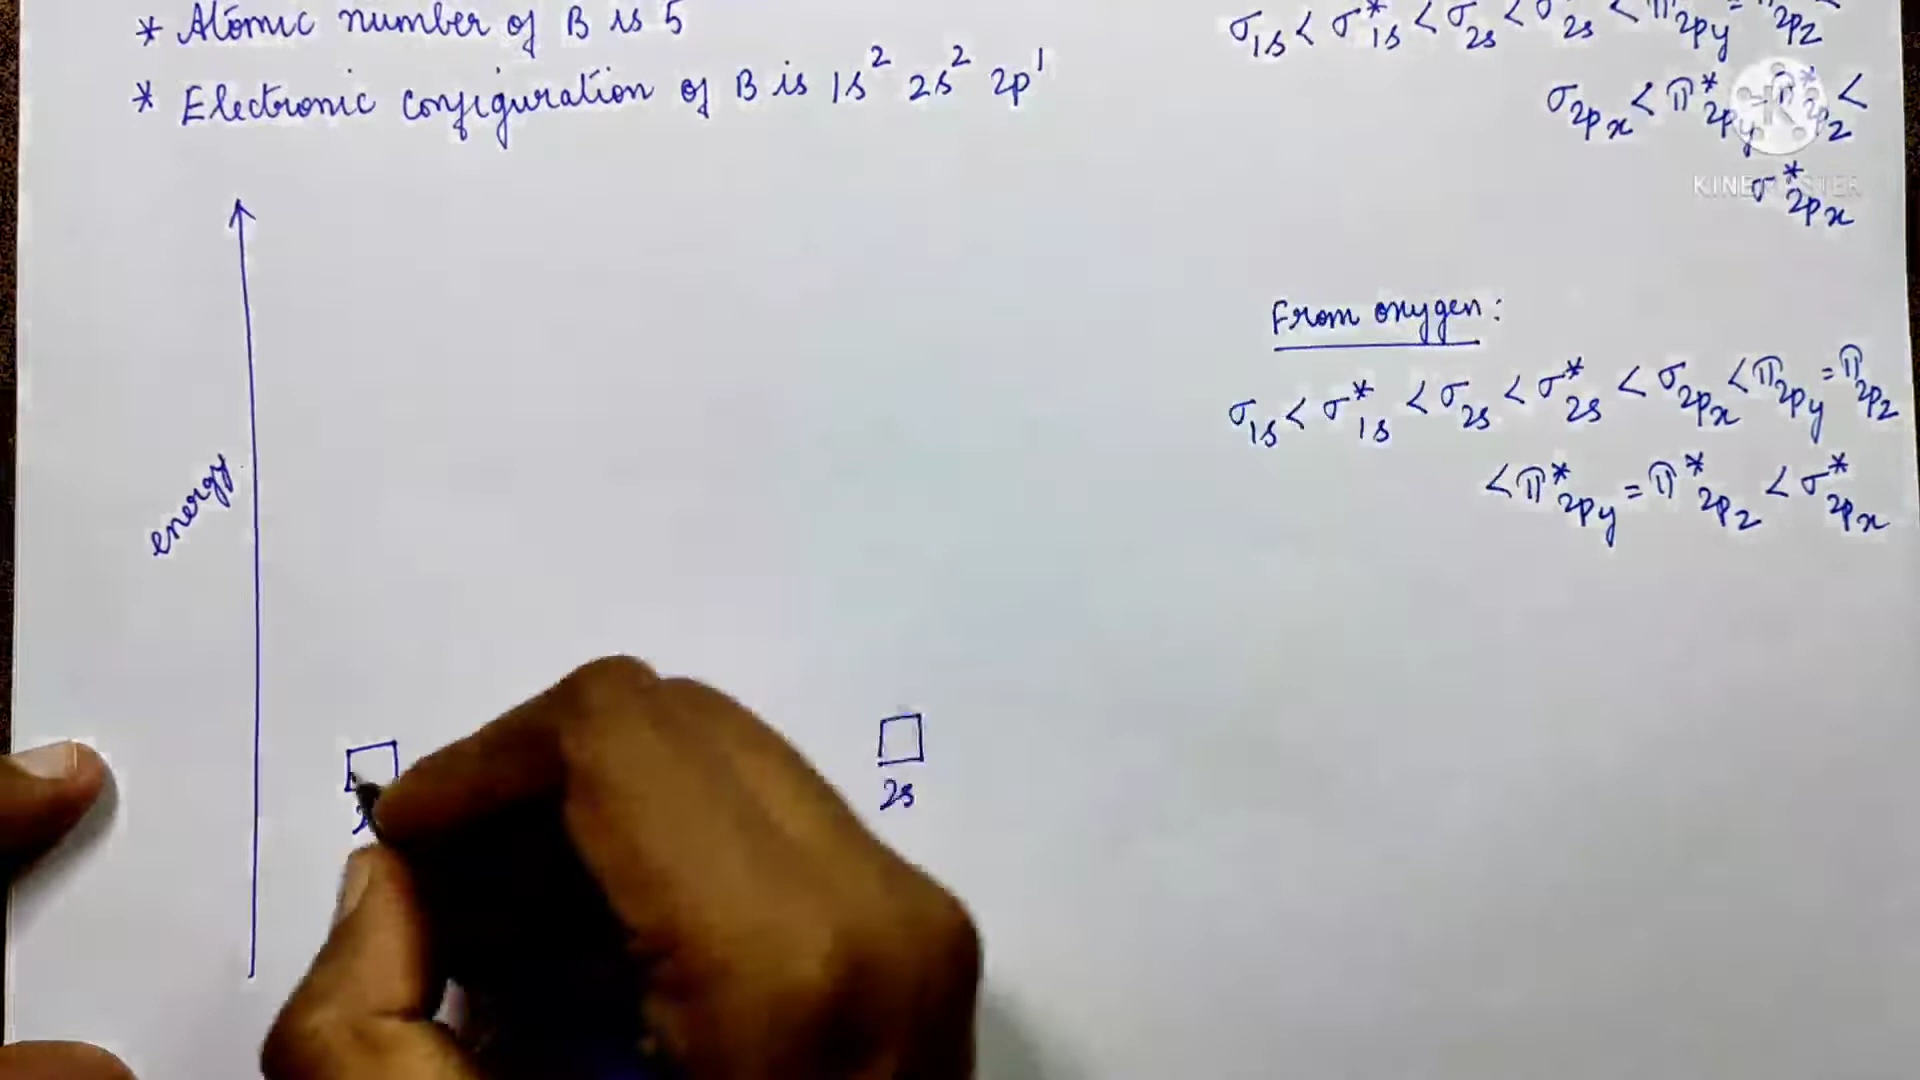 * Atomic number of B is 5
* Electronic configuration of B is 1s² 2s² 2p¹
σ1s < σ*1s < σ2s < σ*2s < π2py = π2pz <
σ2px < π*2py = π*2pz <
σ*2px
KINEMASTER
From oxygen:
σ1s < σ*1s < σ2s < σ*2s < σ2px < π2py = π2pz
< π*2py = π*2pz < σ*2px
energy
2s